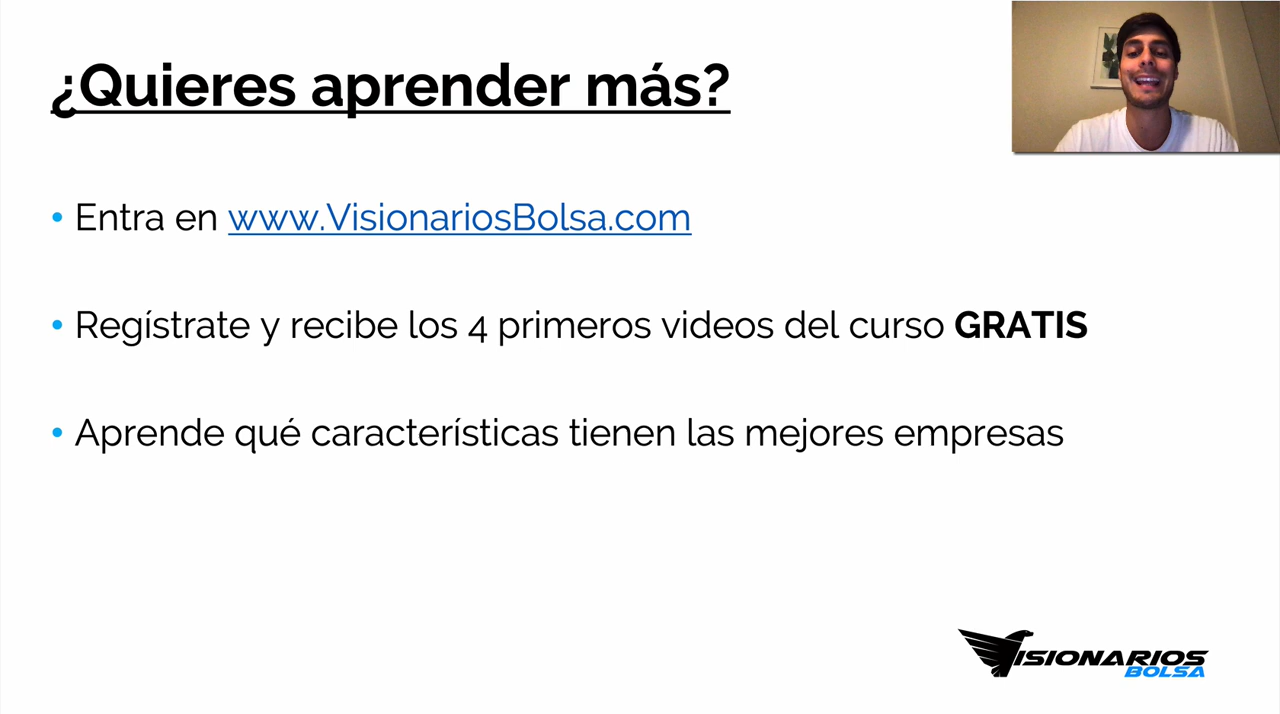 ¿Quieres aprender más?
• Entra en www.VisionariosBolsa.com
• Regístrate y recibe los 4 primeros videos del curso GRATIS
• Aprende qué características tienen las mejores empresas
VISIONARIOS
BOLSA